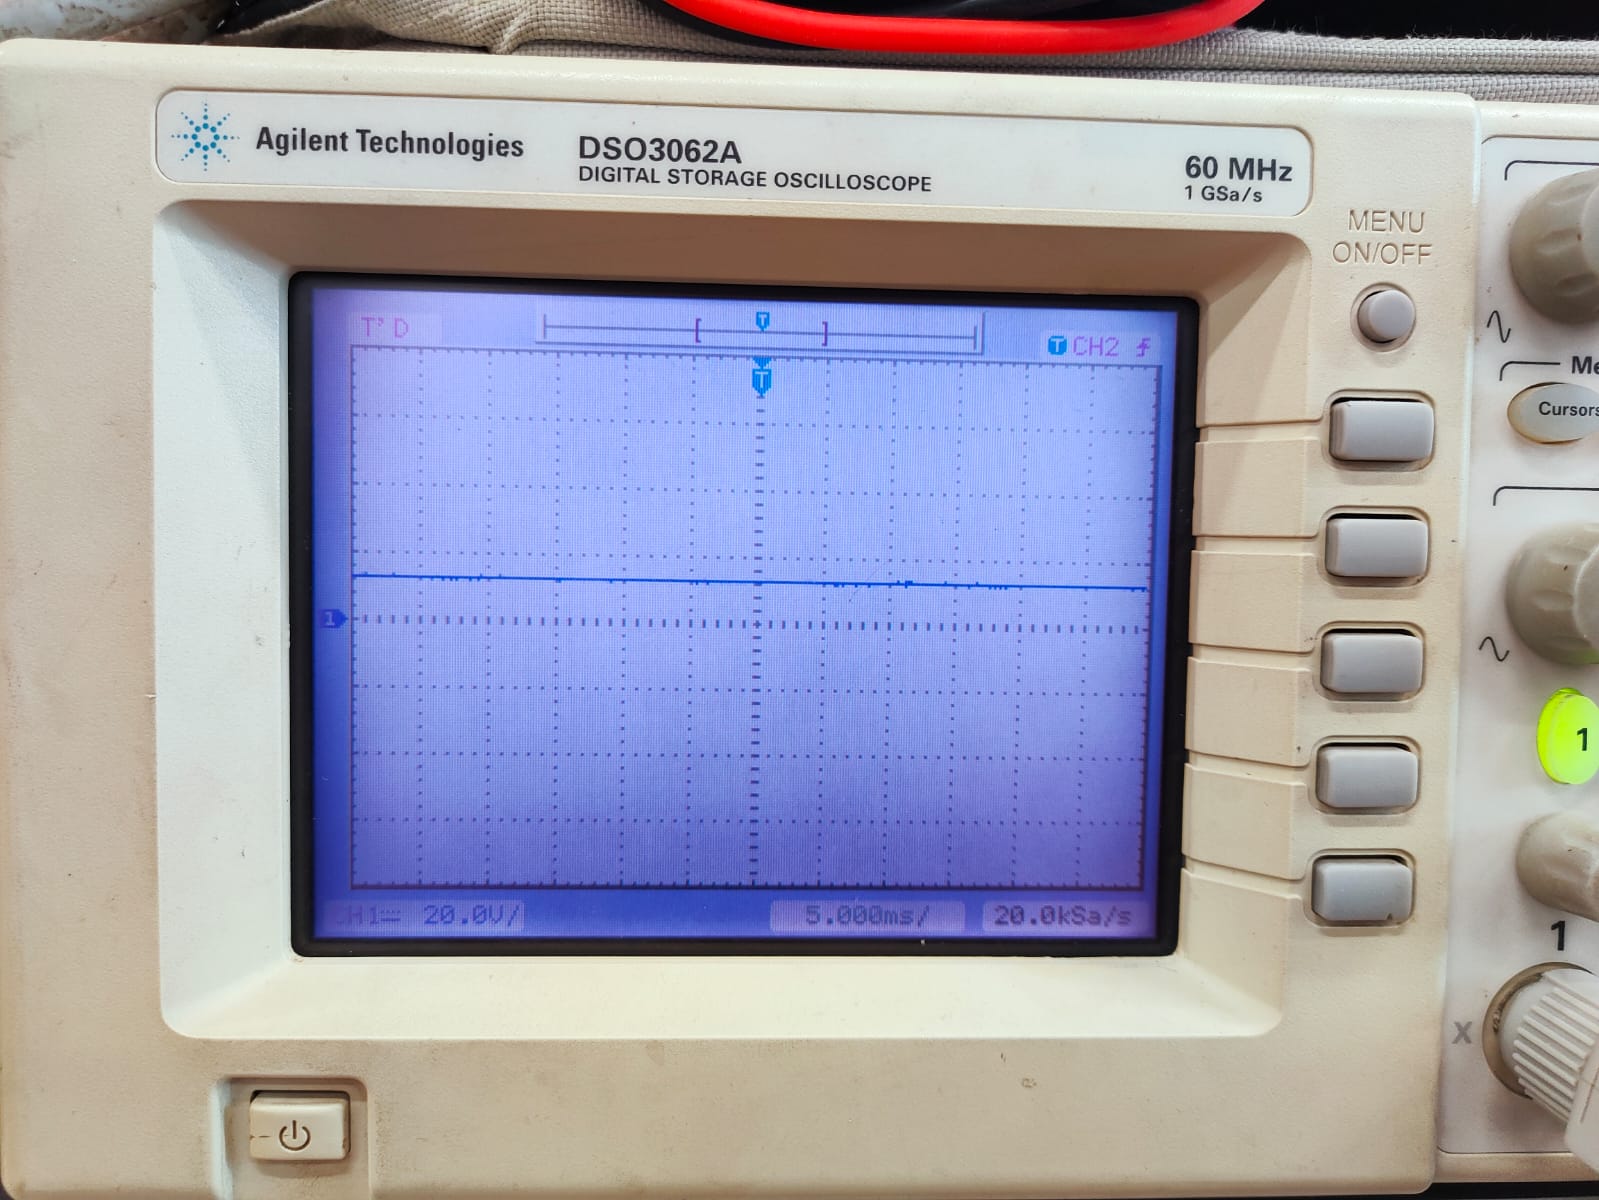 Agilent Technologies
DSO3062A
DIGITAL STORAGE OSCILLOSCOPE
60 MHz
1 GSa/s
MENU
ON/OFF
T'D
T
T CH2
T
Cursors
1
1
CH1 20.0V/
5.000ms/
20.0kSa/s
1
X